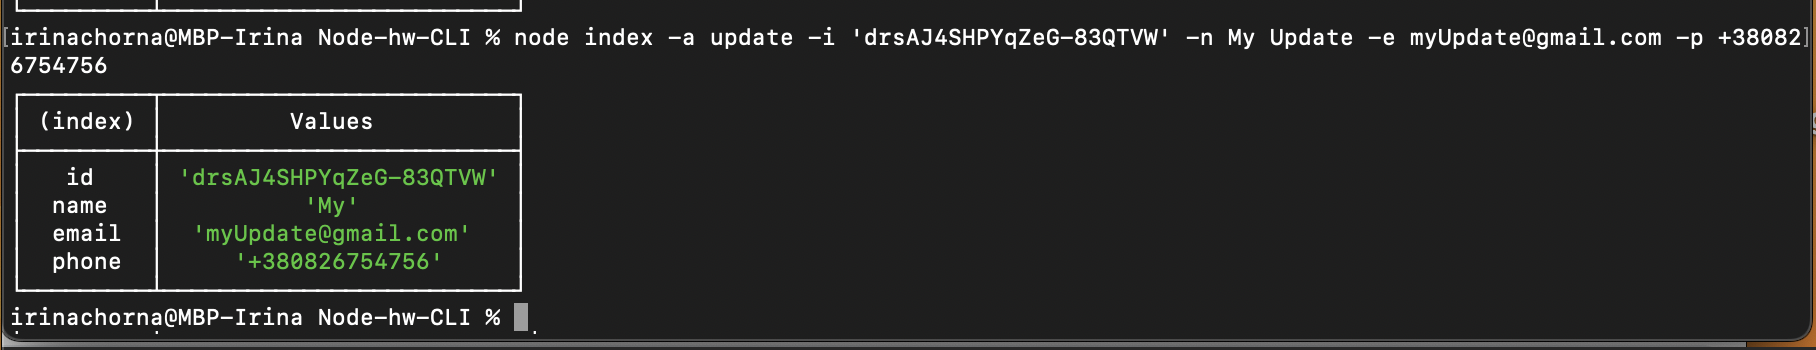 [irinachorna@MBP-Irina Node-hw-CLI % node index -a update -i 'drsAJ4SHPYqZeG-83QTVW' -n My Update -e myUpdate@gmail.com -p +38082]
6754756
(index) Values
id 'drsAJ4SHPYqZeG-83QTVW'
name 'My'
email 'myUpdate@gmail.com'
phone '+380826754756'
irinachorna@MBP-Irina Node-hw-CLI %